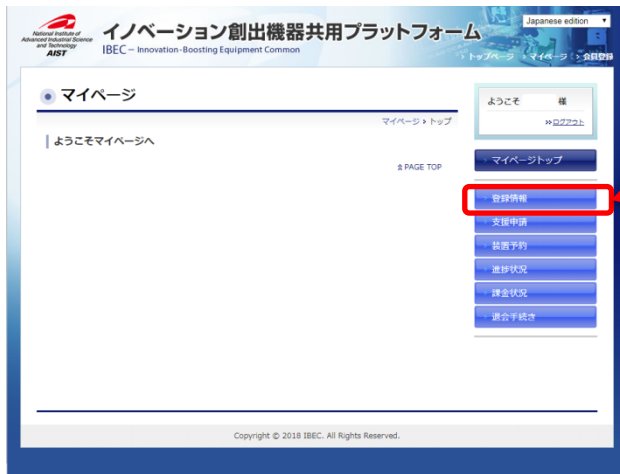 National Institute of
Advanced Industrial Science
and Technology
AIST
イノベーション創出機器共用プラットフォーム
IBEC － Innovation-Boosting Equipment Common
Japanese edition
トップページ › マイページ › 会員登録
マイページ
マイページ › トップ
ようこそマイページへ
PAGE TOP
ようこそ 様
»ログアウト
マイページトップ
登録情報
支援申請
装置予約
進捗状況
課金状況
退会手続き
Copyright © 2018 IBEC. All Rights Reserved.